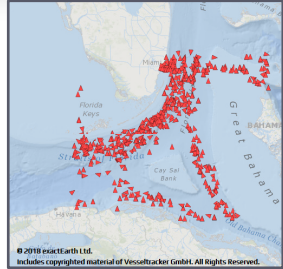 Miami
Florida
Keys
Great Bahama
BAHAMA
Cay Sal
Bank
Havana
© 2018 exactEarth Ltd.
Includes copyrighted material of Vesseltracker GmbH. All Rights Reserved.